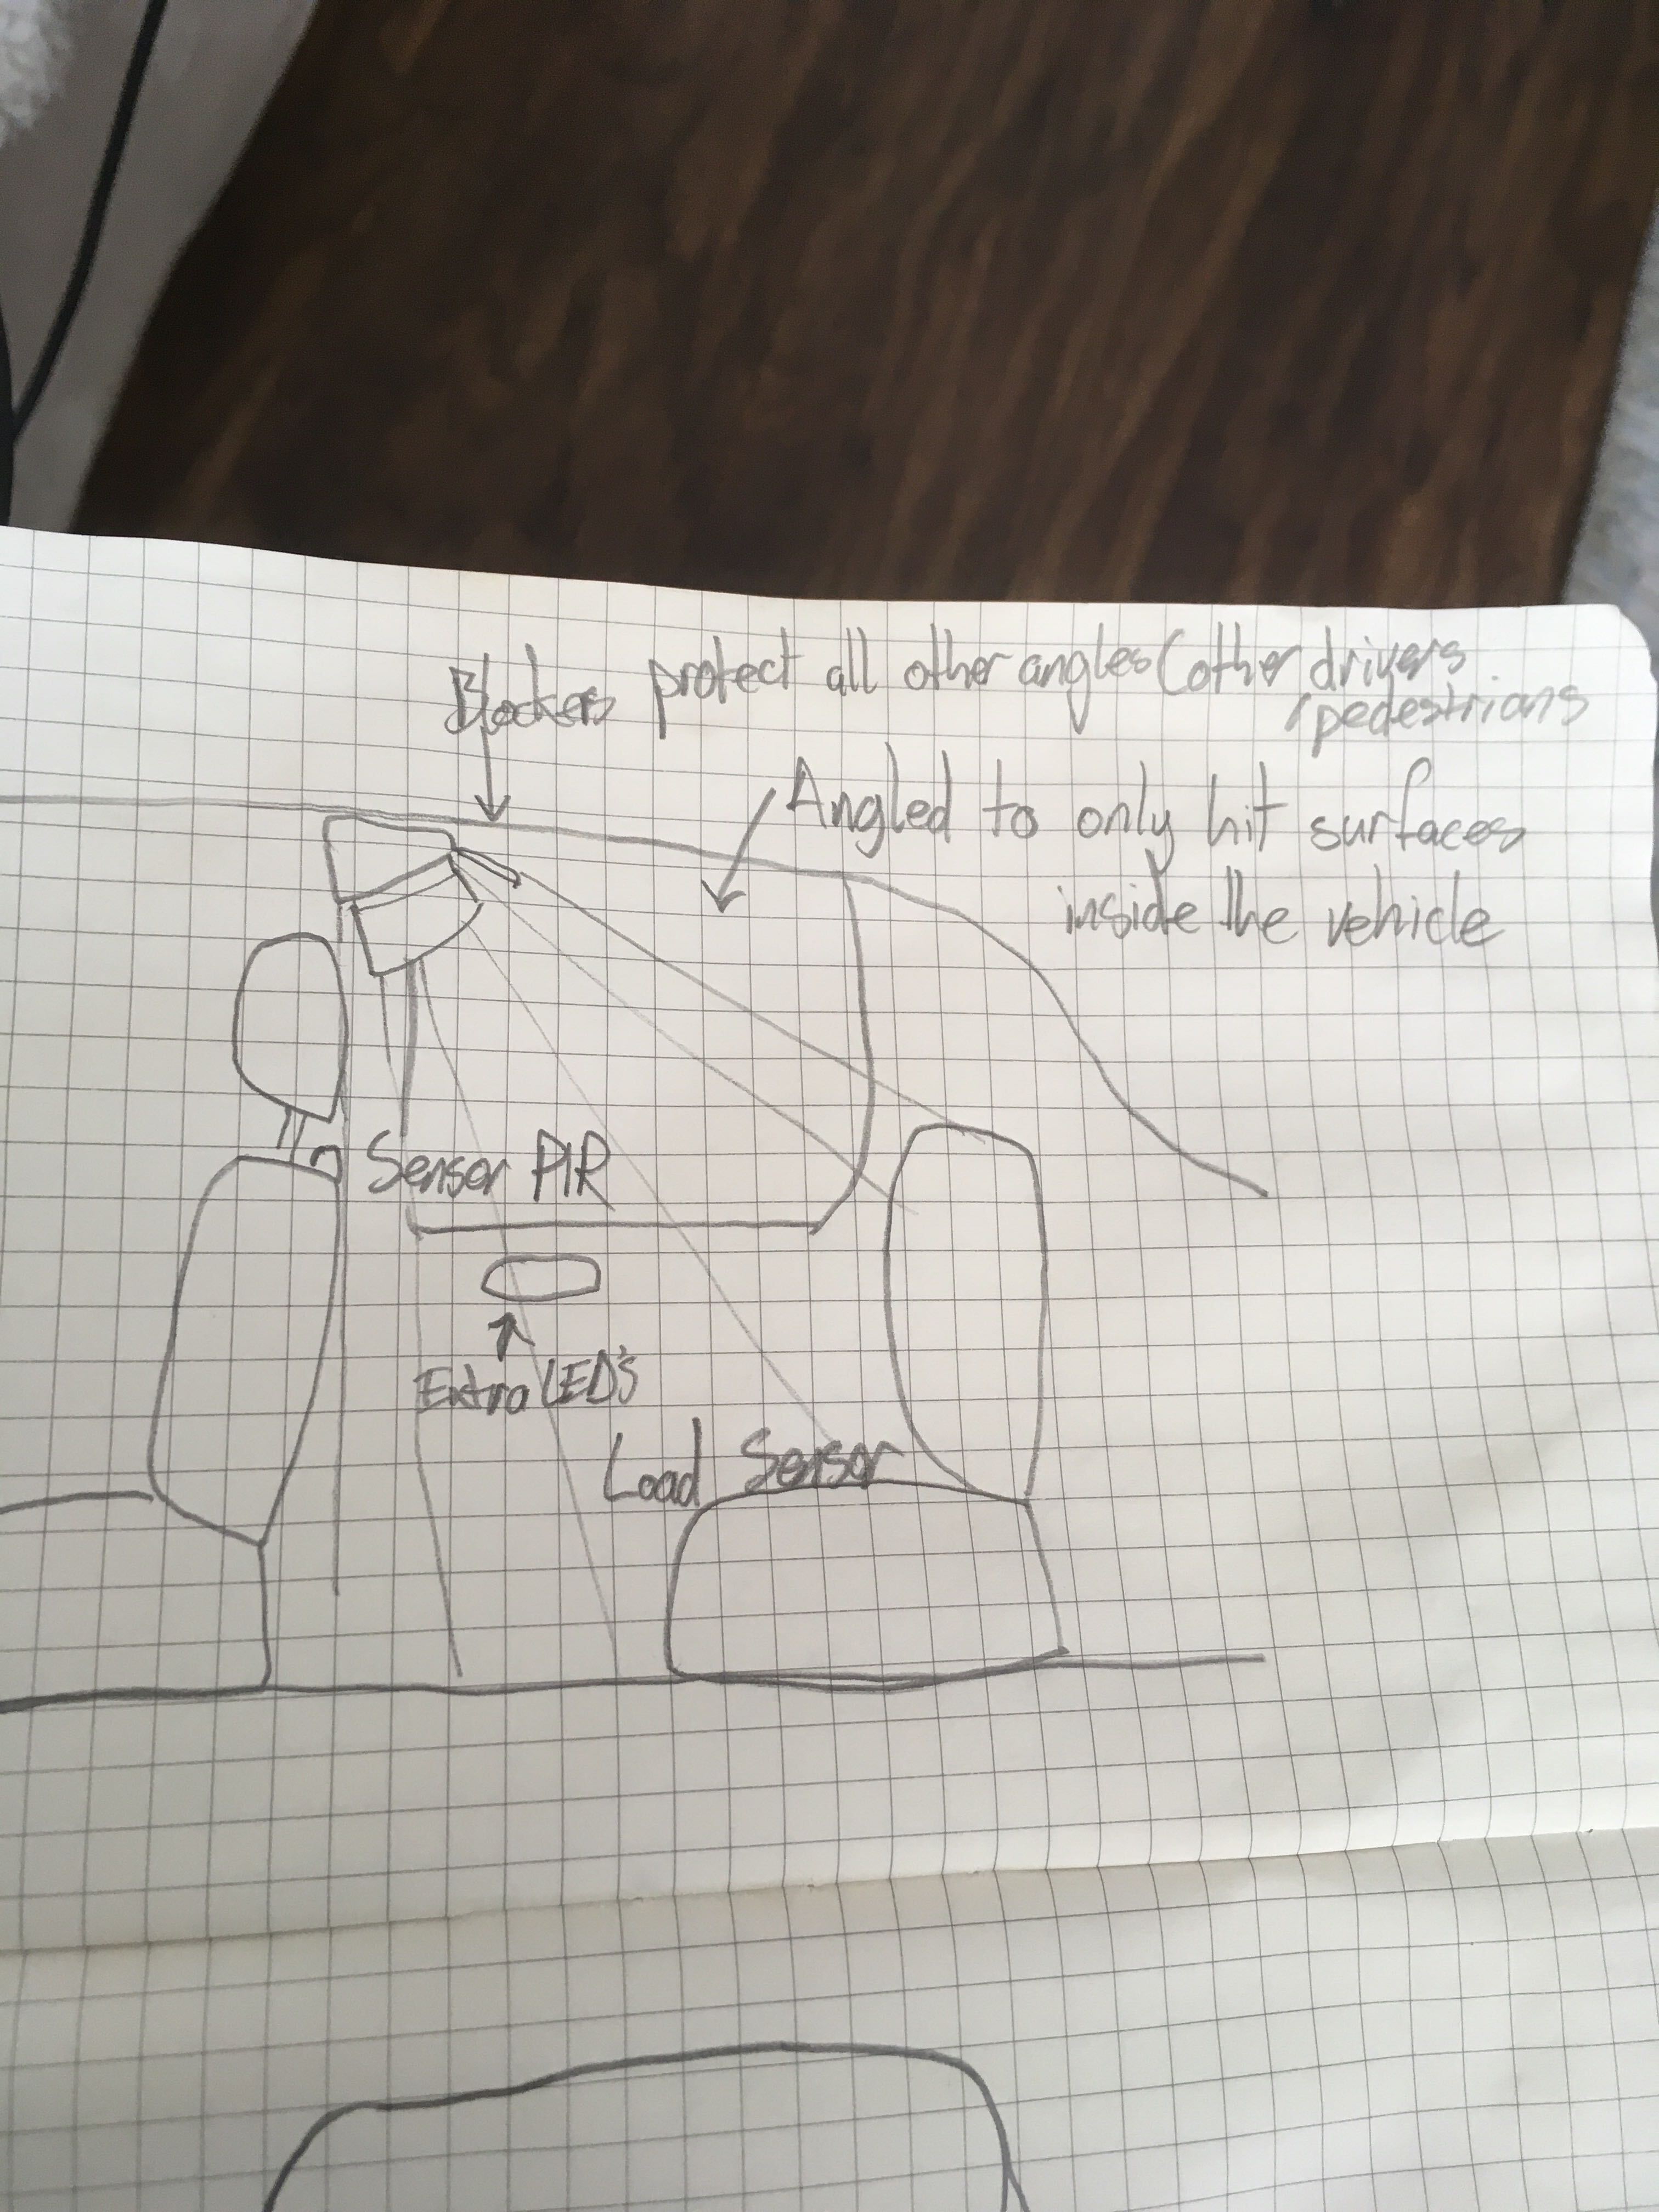 Blockers protect all other angles (other drivers
, pedestrians
Angled to only hit surfaces
inside the vehicle
Sensor PIR
Extra LED's
Load Sensor